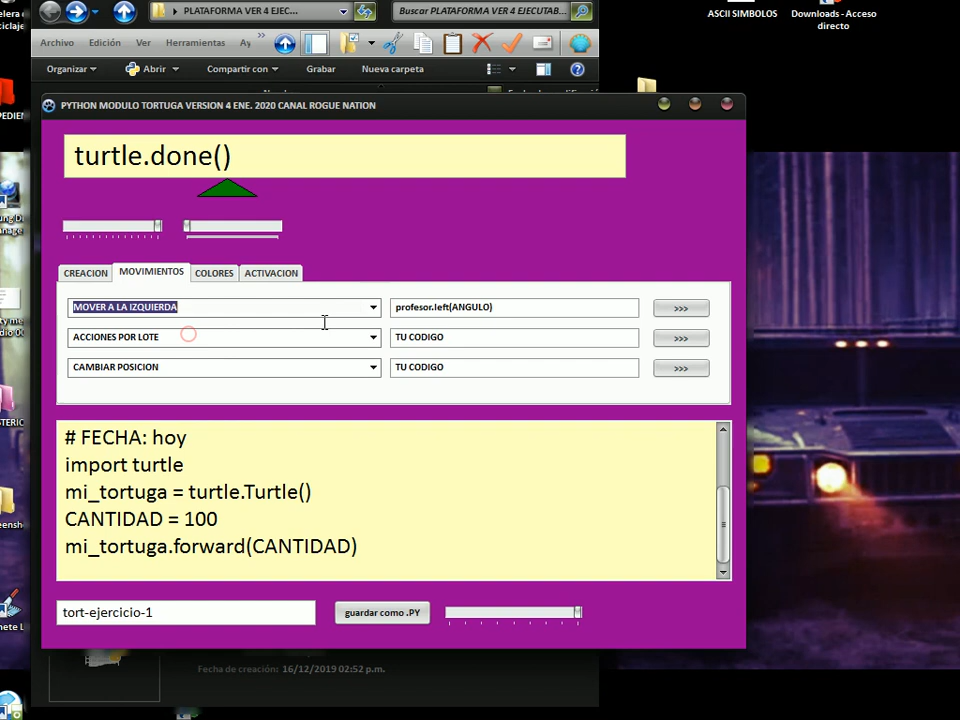 elera
ciclaje
ASCII SIMBOLOS
Downloads - Acceso
directo
PLATAFORMA VER 4 EJEC...
Buscar PLATAFORMA VER 4 EJECUTAB...
Archivo Edición Ver Herramientas Ay »
Organizar Abrir Compartir con Grabar Nueva carpeta
PYTHON MODULO TORTUGA VERSION 4 ENE. 2020 CANAL ROGUE NATION
PEDIEN
turtle.done()
CREACION MOVIMIENTOS COLORES ACTIVACION
MOVER A LA IZQUIERDA profesor.left(ANGULO) >>>
ACCIONES POR LOTE TU CODIGO >>>
CAMBIAR POSICION TU CODIGO >>>
# FECHA: hoy
import turtle
mi_tortuga = turtle.Turtle()
CANTIDAD = 100
mi_tortuga.forward(CANTIDAD)
tort-ejercicio-1 guardar como .PY
Fecha de creación: 16/12/2019 02:52 p.m.